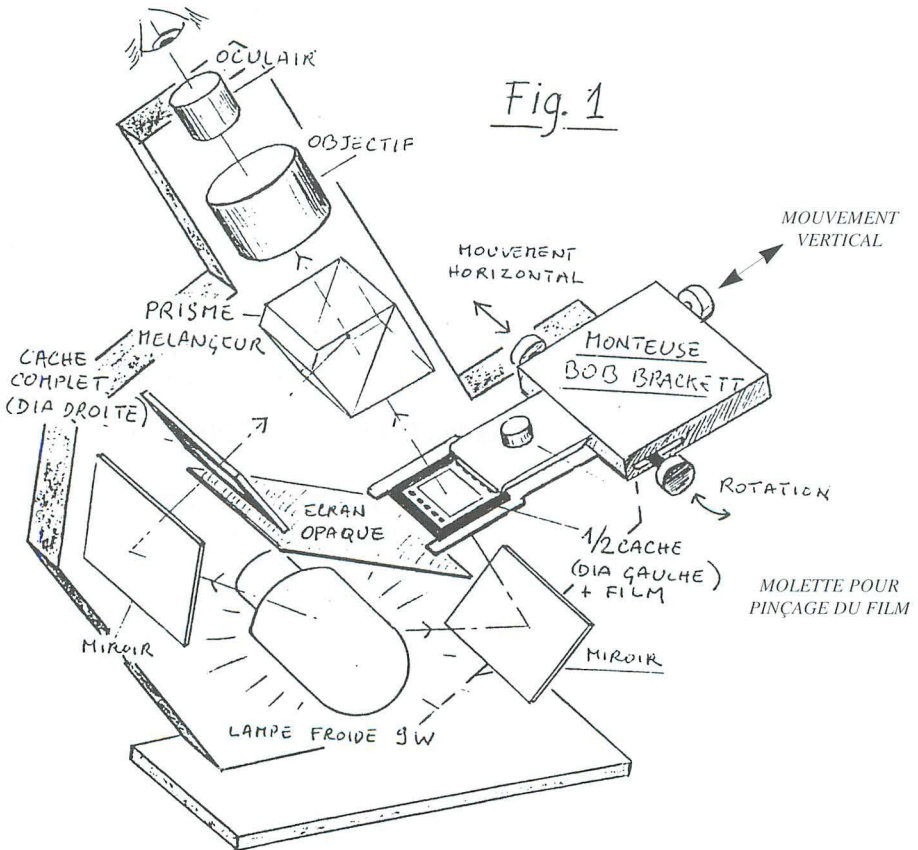 OCULAIR
Fig. 1
OBJECTIF
MOUVEMENT
VERTICAL
MOUVEMENT
HORIZONTAL
PRISME
MELANGEUR
MONTEUSE
BOB BRACKETT
CACHE
COMPLET
(DIA DROITE)
ROTATION
ECRAN
OPAQUE
1/2 CACHE
(DIA GAUCHE)
+ FILM
MOLETTE POUR
PINÇAGE DU FILM
MIROIR
MIROIR
LAMPE FROIDE 9W